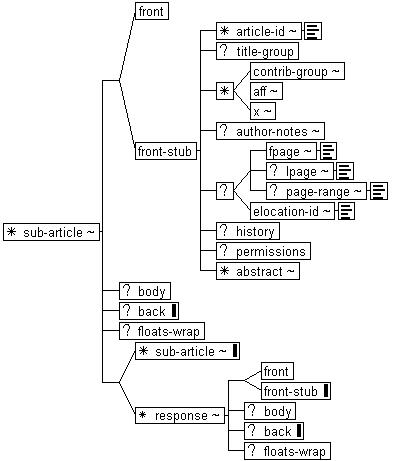 front
* article-id ~
? title-group
contrib-group ~
*
aff ~
x ~
front-stub
? author-notes ~
fpage ~
? lpage ~
?
? page-range ~
elocation-id ~
* sub-article ~
? history
? permissions
* abstract ~
? body
? back
? floats-wrap
* sub-article ~
front
front-stub
* response ~
? body
? back
? floats-wrap